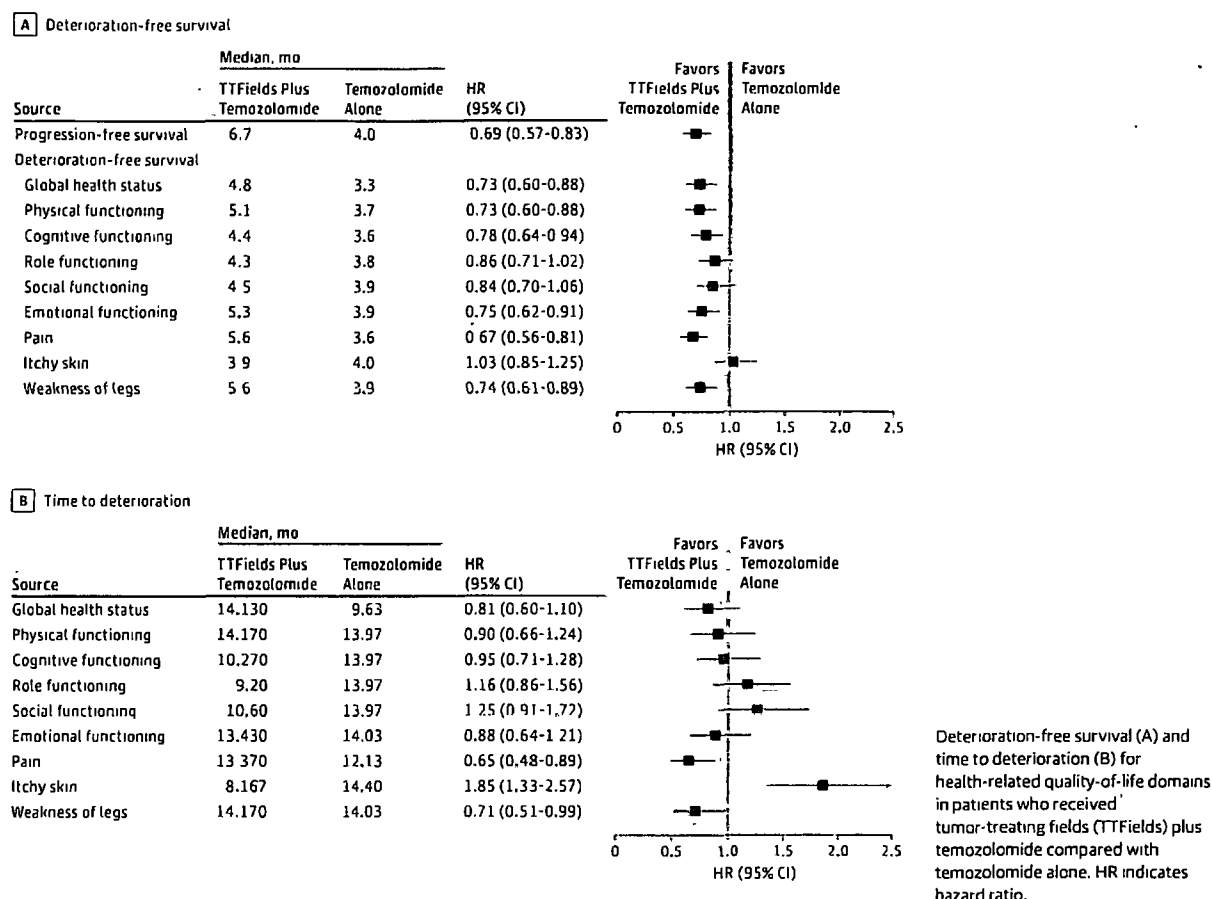 A Deterioration-free survival
Median, mo
Source TTFields Plus Temozolomide Temozolomide Alone HR (95% CI) Favors TTFields Plus Temozolomide Favors Temozolomide Alone
Progression-free survival 6.7 4.0 0.69 (0.57-0.83)
Deterioration-free survival
Global health status 4.8 3.3 0.73 (0.60-0.88)
Physical functioning 5.1 3.7 0.73 (0.60-0.88)
Cognitive functioning 4.4 3.6 0.78 (0.64-0 94)
Role functioning 4.3 3.8 0.86 (0.71-1.02)
Social functioning 4 5 3.9 0.84 (0.70-1.06)
Emotional functioning 5.3 3.9 0.75 (0.62-0.91)
Pain 5.6 3.6 0 67 (0.56-0.81)
Itchy skin 3 9 4.0 1.03 (0.85-1.25)
Weakness of legs 5 6 3.9 0.74 (0.61-0.89)
0 0.5 1.0 1.5 2.0 2.5
HR (95% CI)
B Time to deterioration
Median, mo
Source TTFields Plus Temozolomide Temozolomide Alone HR (95% CI) Favors TTFields Plus Temozolomide Favors Temozolomide Alone
Global health status 14.130 9.63 0.81 (0.60-1.10)
Physical functioning 14.170 13.97 0.90 (0.66-1.24)
Cognitive functioning 10.270 13.97 0.95 (0.71-1.28)
Role functioning 9.20 13.97 1.16 (0.86-1.56)
Social functioning 10.60 13.97 1 25 (0 91-1.72)
Emotional functioning 13.430 14.03 0.88 (0.64-1 21)
Pain 13 370 12.13 0.65 (0.48-0.89)
Itchy skin 8.167 14.40 1.85 (1.33-2.57)
Weakness of legs 14.170 14.03 0.71 (0.51-0.99)
0 0.5 1.0 1.5 2.0 2.5
HR (95% CI)
Deterioration-free survival (A) and
time to deterioration (B) for
health-related quality-of-life domains
in patients who received
tumor-treating fields (TTFields) plus
temozolomide compared with
temozolomide alone. HR indicates
hazard ratio.